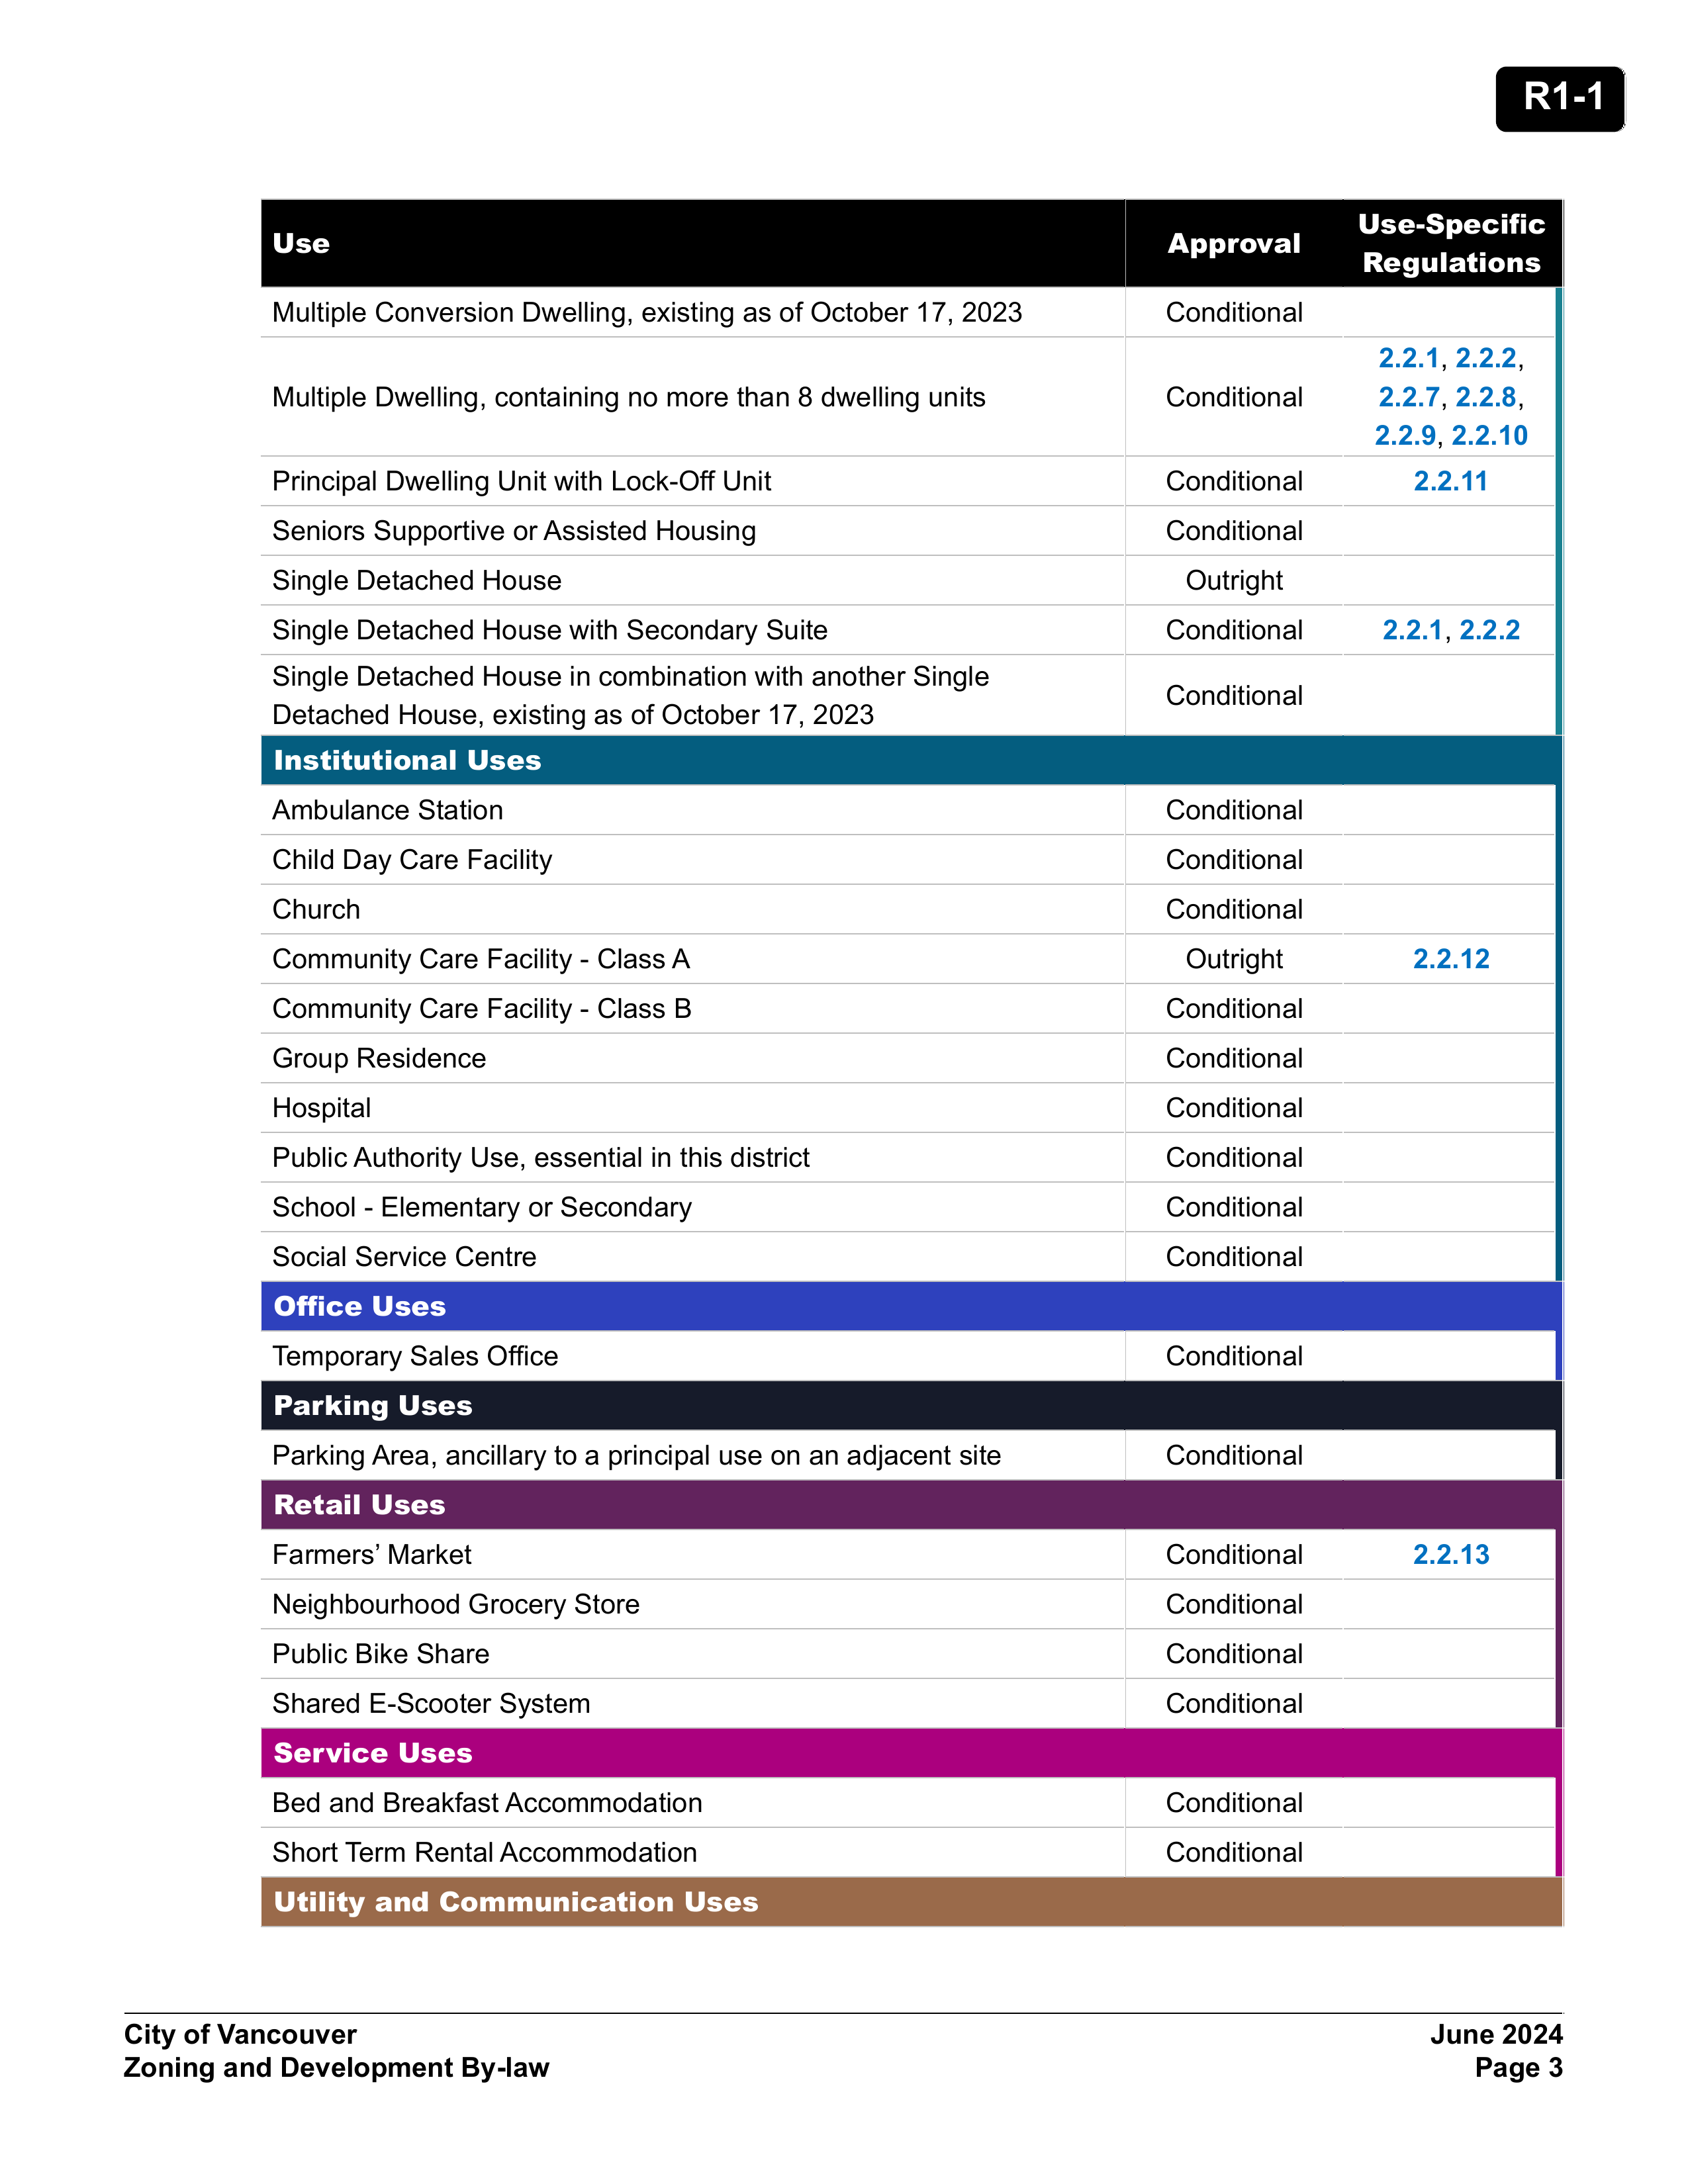 R1-1
Use Approval Use-Specific
Regulations
Multiple Conversion Dwelling, existing as of October 17, 2023 Conditional
Multiple Dwelling, containing no more than 8 dwelling units Conditional 2.2.1, 2.2.2,
2.2.7, 2.2.8,
2.2.9, 2.2.10
Principal Dwelling Unit with Lock-Off Unit Conditional 2.2.11
Seniors Supportive or Assisted Housing Conditional
Single Detached House Outright
Single Detached House with Secondary Suite Conditional 2.2.1, 2.2.2
Single Detached House in combination with another Single
Detached House, existing as of October 17, 2023 Conditional
Institutional Uses
Ambulance Station Conditional
Child Day Care Facility Conditional
Church Conditional
Community Care Facility - Class A Outright 2.2.12
Community Care Facility - Class B Conditional
Group Residence Conditional
Hospital Conditional
Public Authority Use, essential in this district Conditional
School - Elementary or Secondary Conditional
Social Service Centre Conditional
Office Uses
Temporary Sales Office Conditional
Parking Uses
Parking Area, ancillary to a principal use on an adjacent site Conditional
Retail Uses
Farmers’ Market Conditional 2.2.13
Neighbourhood Grocery Store Conditional
Public Bike Share Conditional
Shared E-Scooter System Conditional
Service Uses
Bed and Breakfast Accommodation Conditional
Short Term Rental Accommodation Conditional
Utility and Communication Uses
City of Vancouver June 2024
Zoning and Development By-law Page 3